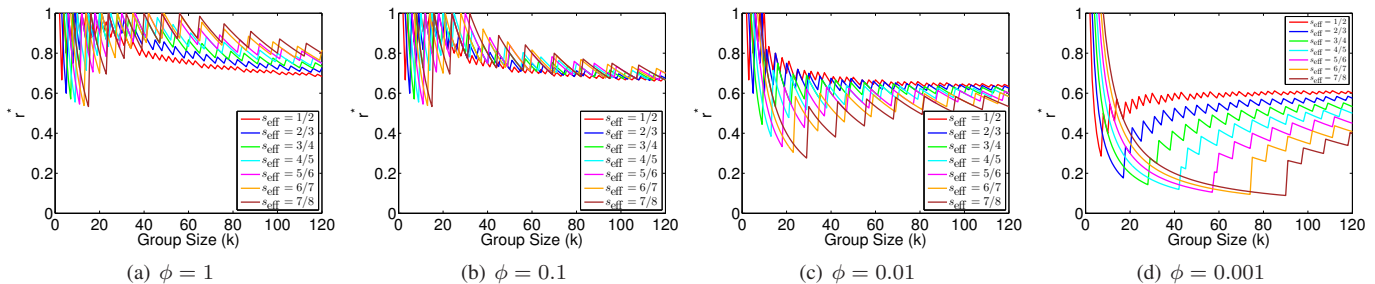 1
0.8
0.6
0.4
0.2
0
r*
0 20 40 60 80 100 120
Group Size (k)
s_eff = 1/2
s_eff = 2/3
s_eff = 3/4
s_eff = 4/5
s_eff = 5/6
s_eff = 6/7
s_eff = 7/8
(a) ϕ = 1
1
0.8
0.6
0.4
0.2
0
r*
0 20 40 60 80 100 120
Group Size (k)
s_eff = 1/2
s_eff = 2/3
s_eff = 3/4
s_eff = 4/5
s_eff = 5/6
s_eff = 6/7
s_eff = 7/8
(b) ϕ = 0.1
1
0.8
0.6
0.4
0.2
0
r*
0 20 40 60 80 100 120
Group Size (k)
s_eff = 1/2
s_eff = 2/3
s_eff = 3/4
s_eff = 4/5
s_eff = 5/6
s_eff = 6/7
s_eff = 7/8
(c) ϕ = 0.01
1
0.8
0.6
0.4
0.2
0
r*
0 20 40 60 80 100 120
Group Size (k)
s_eff = 1/2
s_eff = 2/3
s_eff = 3/4
s_eff = 4/5
s_eff = 5/6
s_eff = 6/7
s_eff = 7/8
(d) ϕ = 0.001